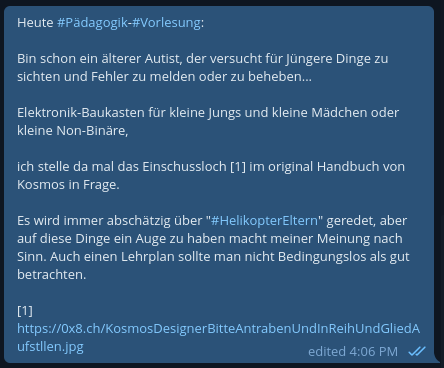 Heute #Pädagogik-#Vorlesung:
Bin schon ein älterer Autist, der versucht für Jüngere Dinge zu
sichten und Fehler zu melden oder zu beheben...
Elektronik-Baukasten für kleine Jungs und kleine Mädchen oder
kleine Non-Binäre,
ich stelle da mal das Einschussloch [1] im original Handbuch von
Kosmos in Frage.
Es wird immer abschätzig über "#HelikopterEltern" geredet, aber
auf diese Dinge ein Auge zu haben macht meiner Meinung nach
Sinn. Auch einen Lehrplan sollte man nicht Bedingungslos als gut
betrachten.
[1]
https://0x8.ch/KosmosDesignerBitteAntrabenUndInReihUndGliedA
ufstllen.jpg
edited 4:06 PM